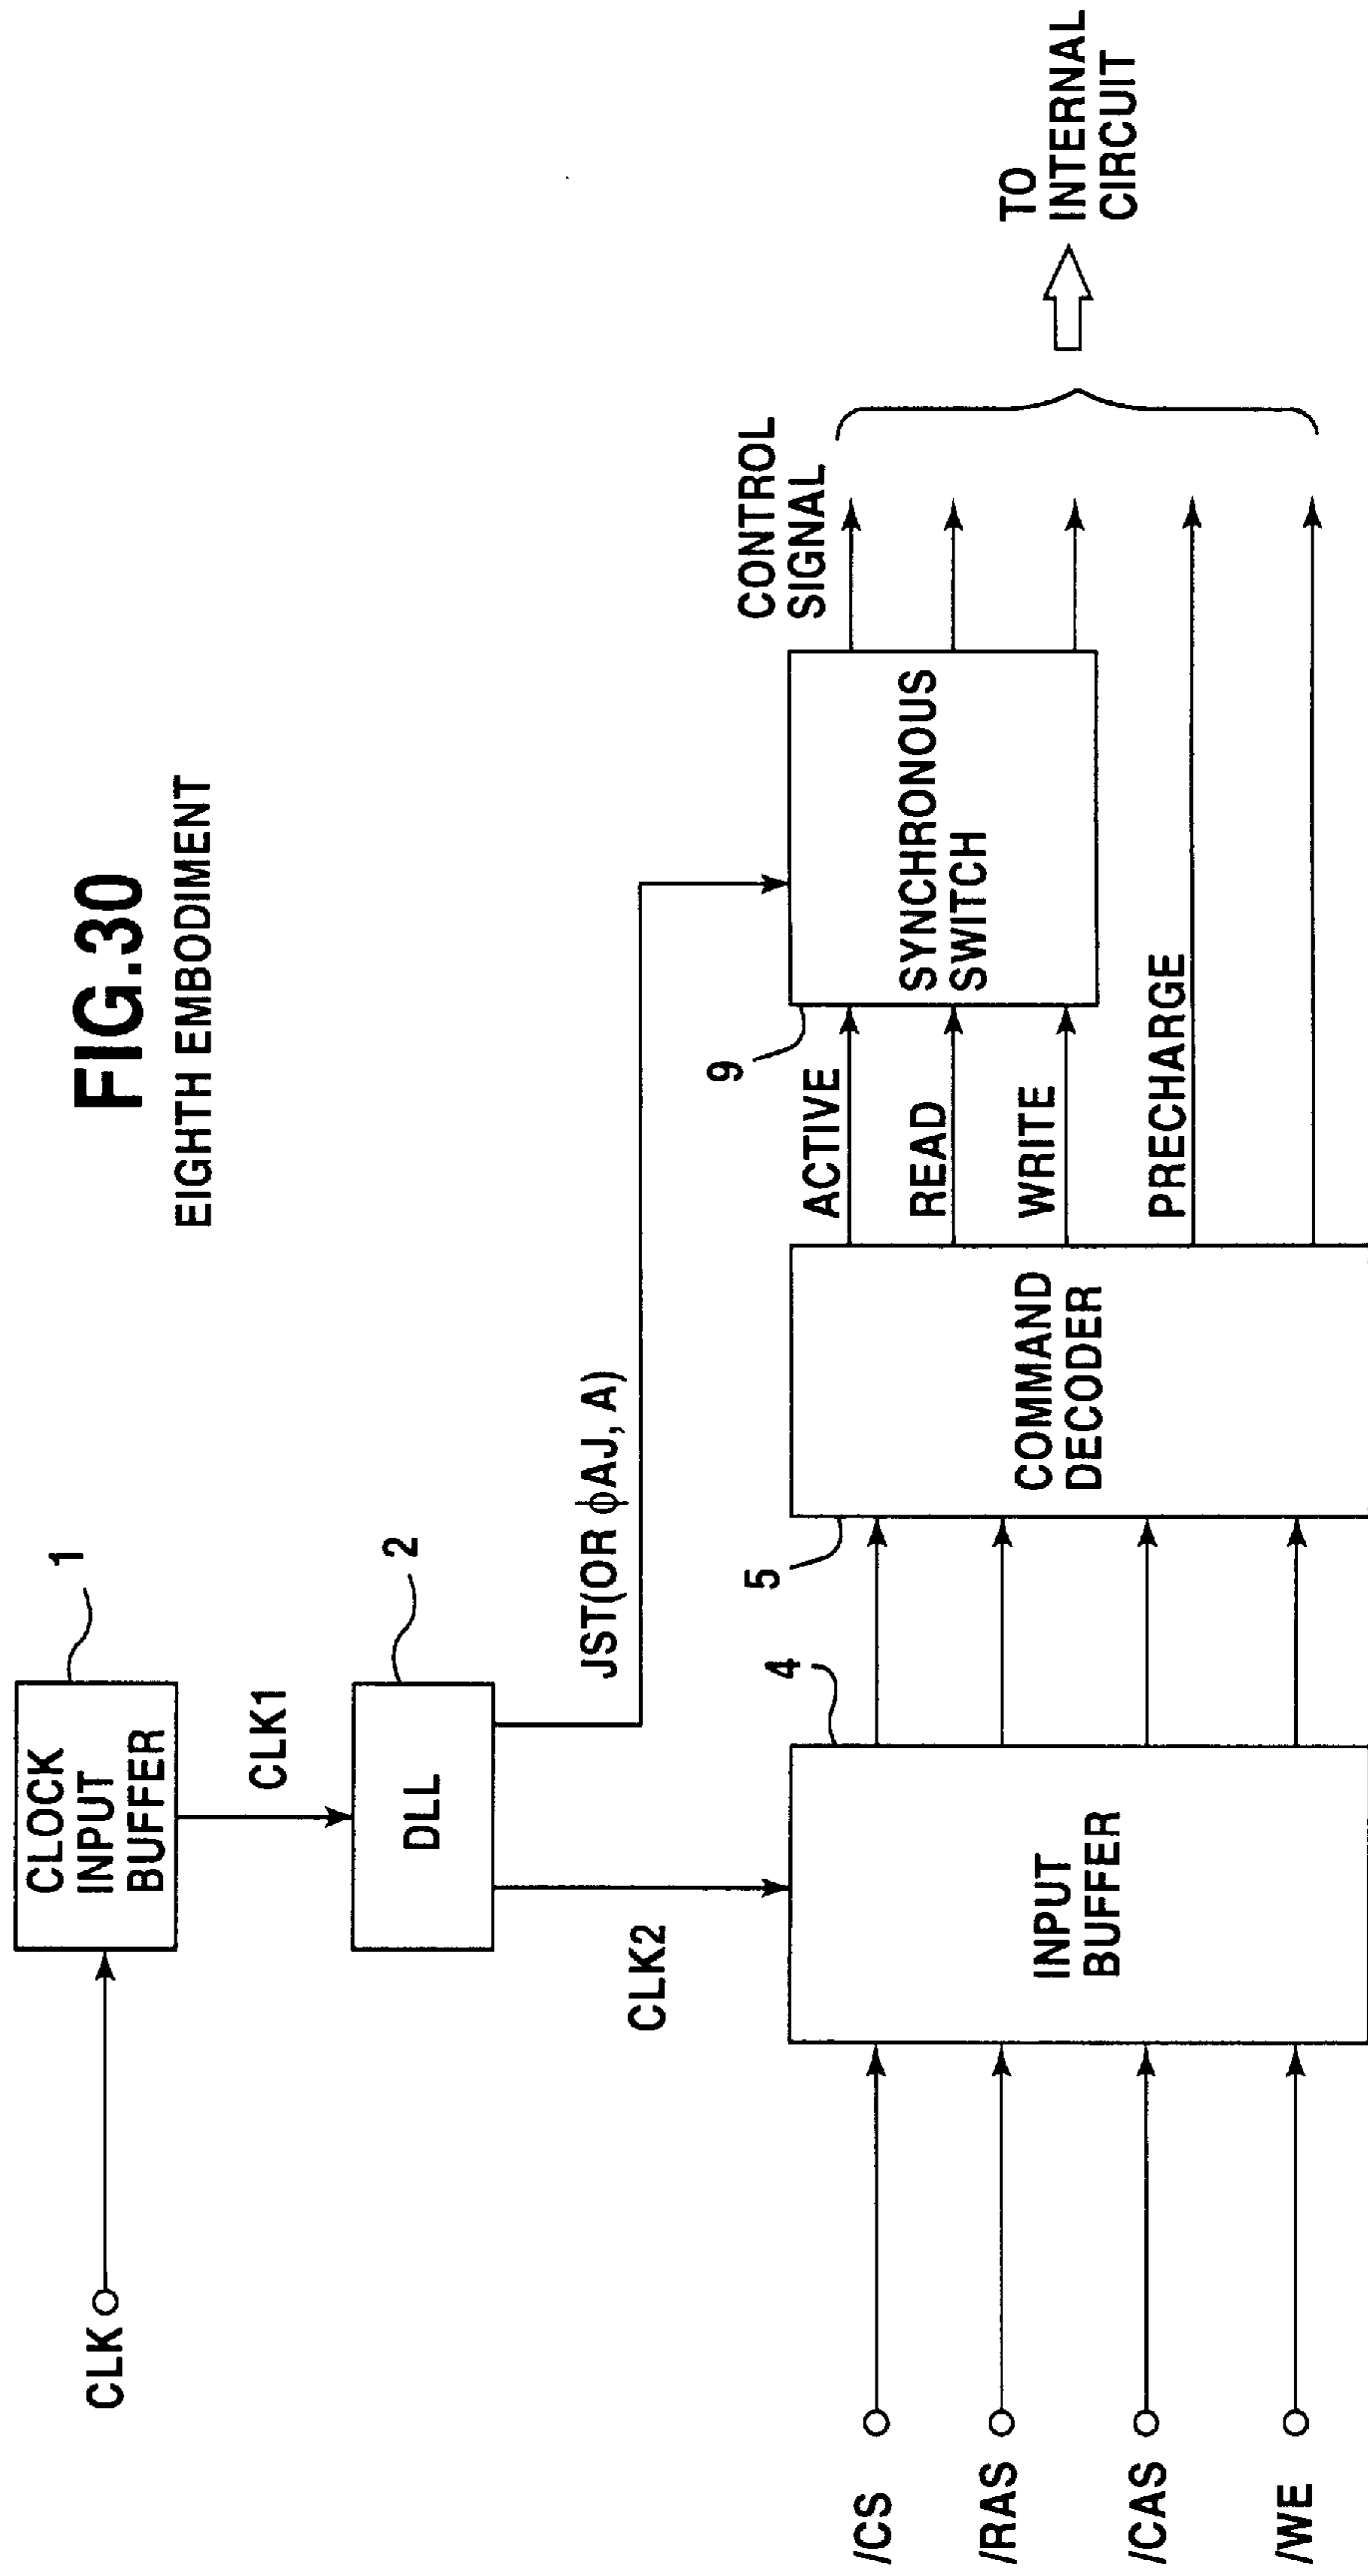 FIG.30
EIGHTH EMBODIMENT
CLK
CLOCK
INPUT
BUFFER
1
CLK1
DLL
2
CLK2
JST(OR ϕAJ, A)
/CS
/RAS
/CAS
/WE
INPUT
BUFFER
4
COMMAND
DECODER
5
ACTIVE
READ
WRITE
PRECHARGE
SYNCHRONOUS
SWITCH
9
CONTROL
SIGNAL
TO
INTERNAL
CIRCUIT